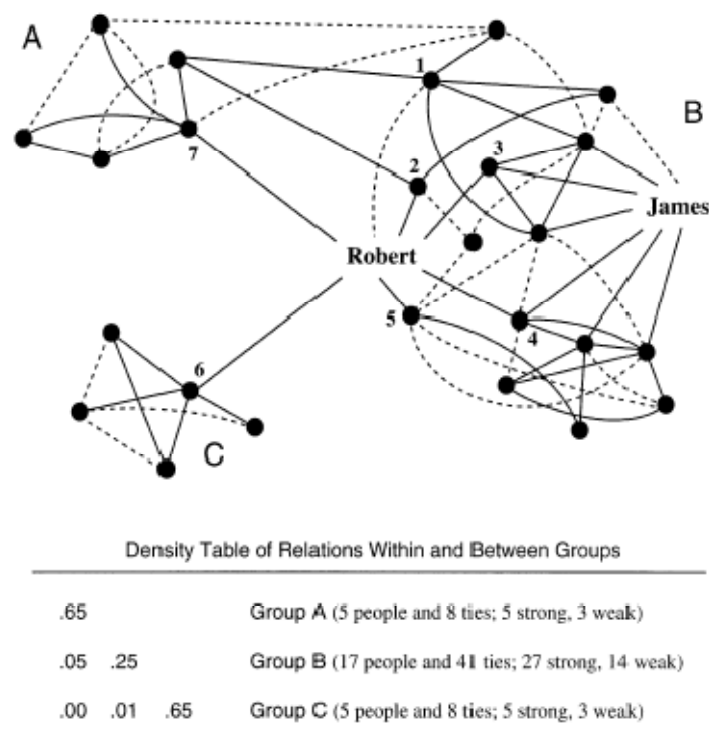 A
1
B
3
7
2
James
Robert
5
4
6
C
Density Table of Relations Within and Between Groups
.65 Group A (5 people and 8 ties; 5 strong, 3 weak)
.05 .25 Group B (17 people and 41 ties; 27 strong, 14 weak)
.00 .01 .65 Group C (5 people and 8 ties; 5 strong, 3 weak)